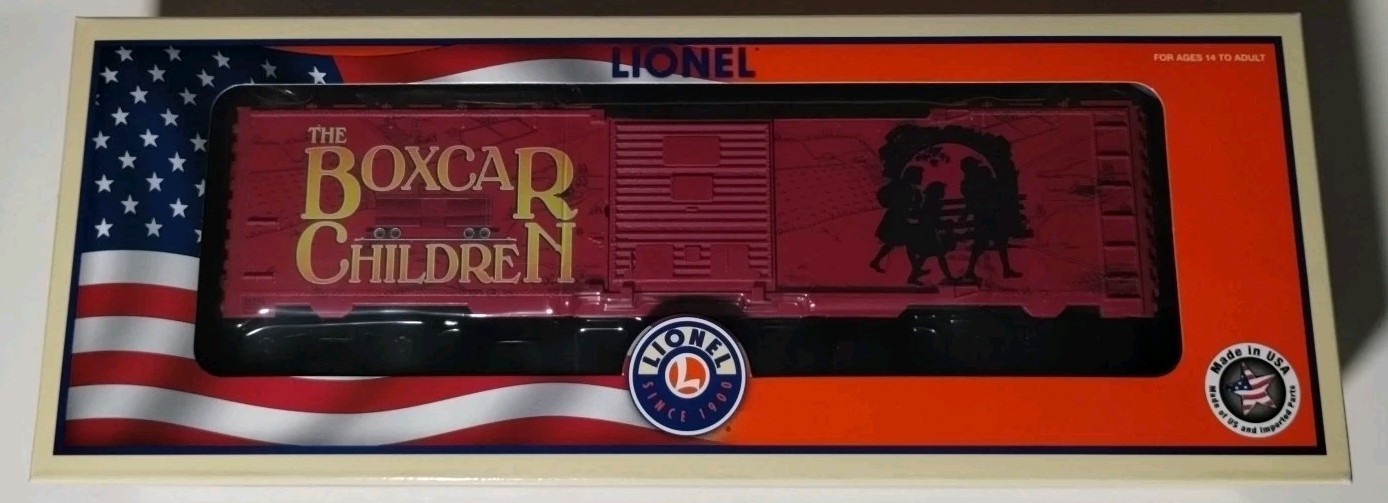 LIONEL
FOR AGES 14 TO ADULT
THE
BOXCAR
CHILDREN
LIONEL
L
SINCE 1900
Made in USA
Made of US and Imported Parts